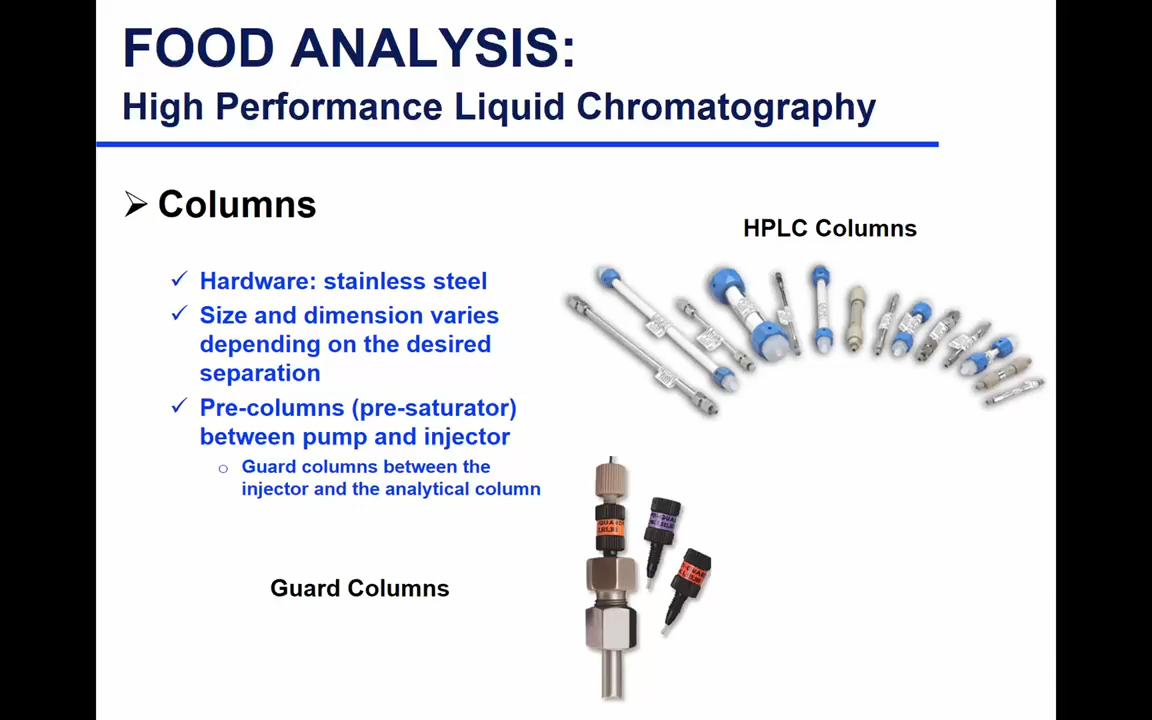 FOOD ANALYSIS:
High Performance Liquid Chromatography
➢ Columns
✓ Hardware: stainless steel
✓ Size and dimension varies
depending on the desired
separation
✓ Pre-columns (pre-saturator)
between pump and injector
o Guard columns between the
injector and the analytical column
HPLC Columns
Guard Columns